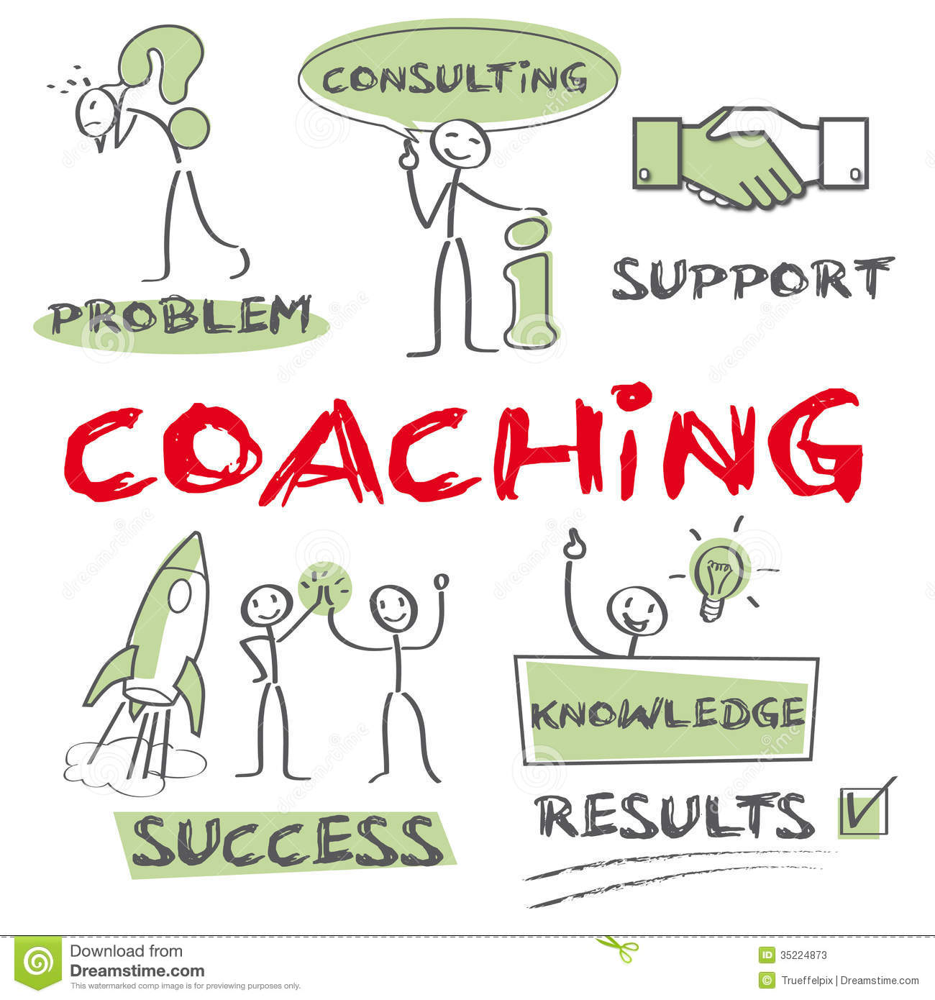 CONSULTiNG
SUPPORT
PROBLEM
COACHiNG
KNOWLEDGE
RESULTS
SUCCESS
Download from
Dreamstime.com
This watermarked comp image is for previewing purposes only.
ID 35224873
© Trueffelpix | Dreamstime.com
dreamstime